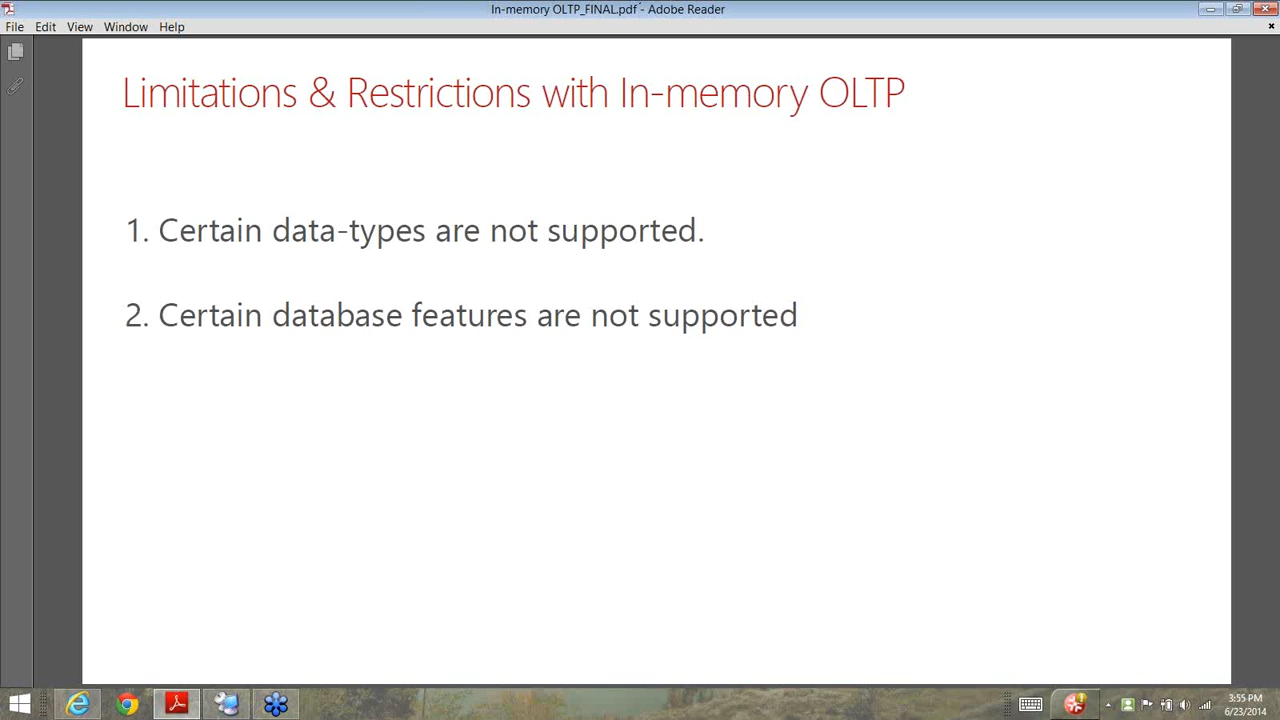 In-memory OLTP_FINAL.pdf - Adobe Reader
File Edit View Window Help
Limitations & Restrictions with In-memory OLTP
1. Certain data-types are not supported.
2. Certain database features are not supported
3:55 PM
6/23/2014